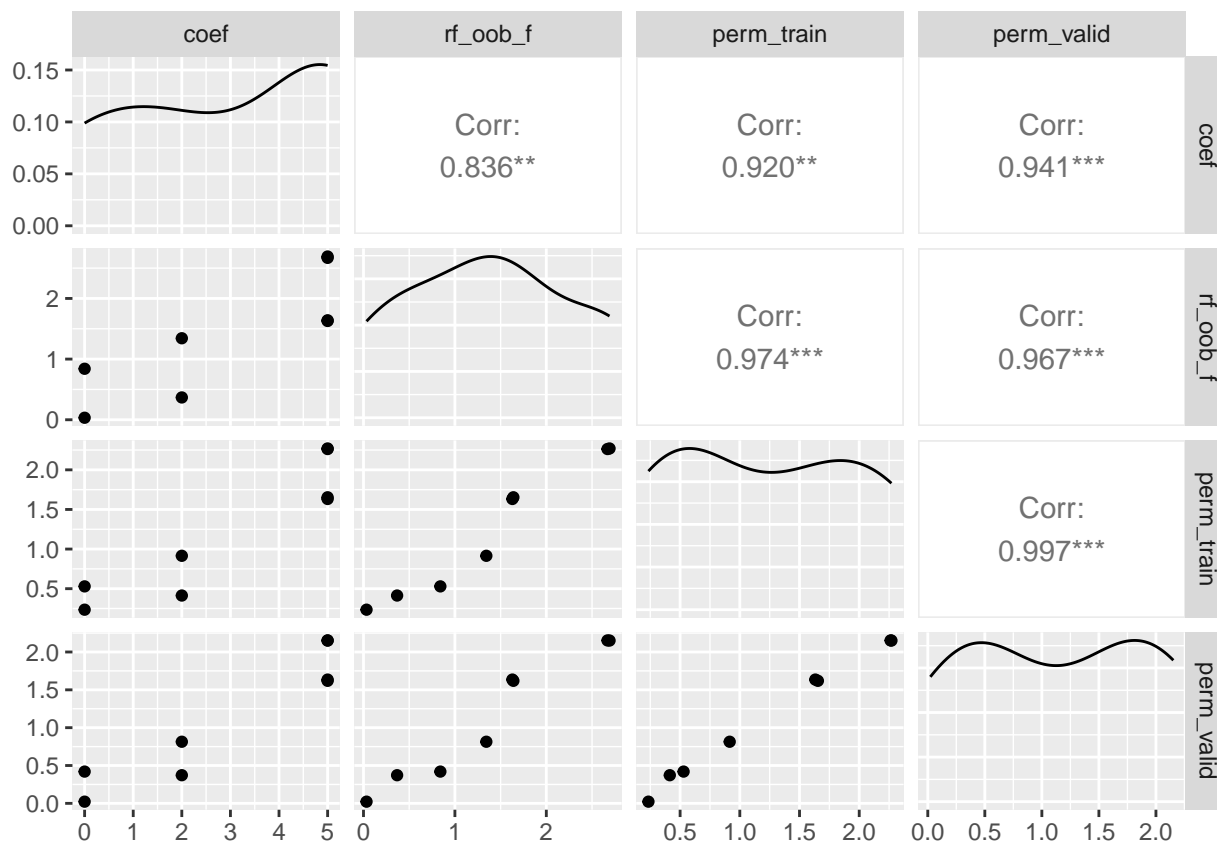 coef
rf_oob_f
perm_train
perm_valid
0.15
0.10
0.05
0.00
Corr:
0.836**
Corr:
0.920**
Corr:
0.941***
coef
2
1
0
Corr:
0.974***
Corr:
0.967***
rf_oob_f
2.0
1.5
1.0
0.5
Corr:
0.997***
perm_train
2.0
1.5
1.0
0.5
0.0
perm_valid
0 1 2 3 4 5
0 1 2
0.5 1.0 1.5 2.0
0.0 0.5 1.0 1.5 2.0